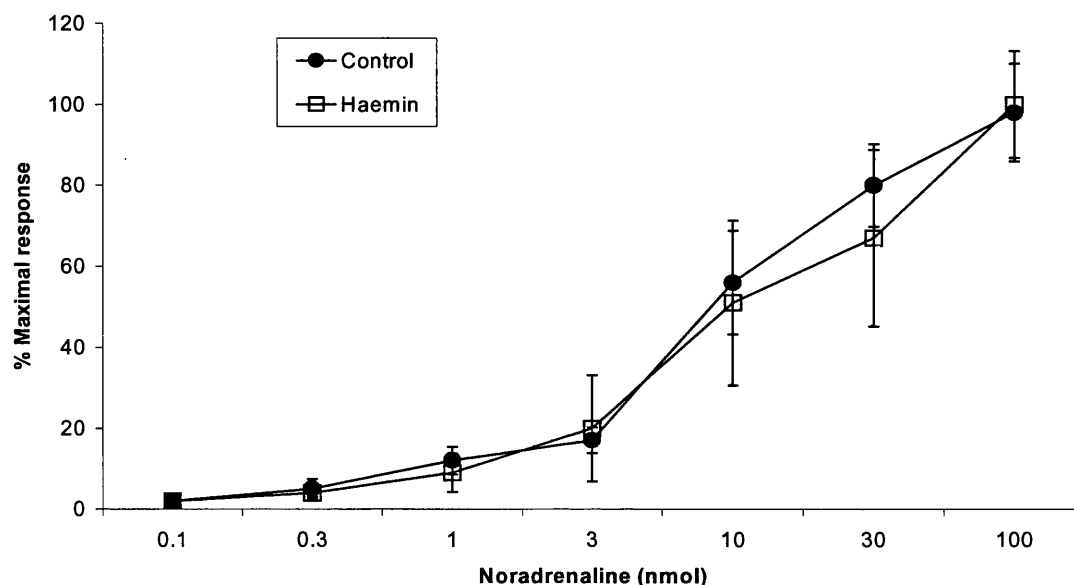 120
100
80
60
40
20
0
% Maximal response
Control
Haemin
0.1 0.3 1 3 10 30 100
Noradrenaline (nmol)